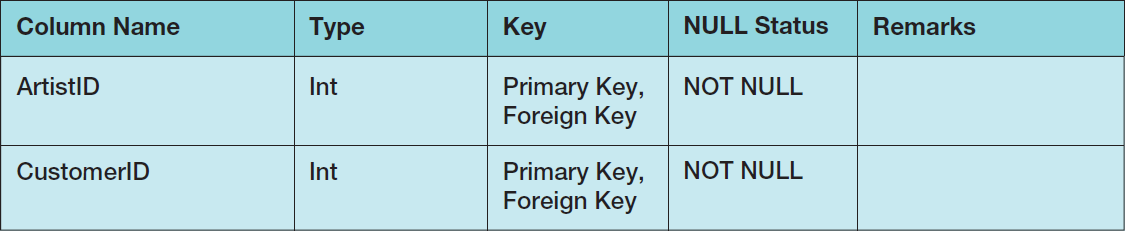 Column Name Type Key NULL Status Remarks
ArtistID Int Primary Key, NOT NULL
Foreign Key
CustomerID Int Primary Key, NOT NULL
Foreign Key